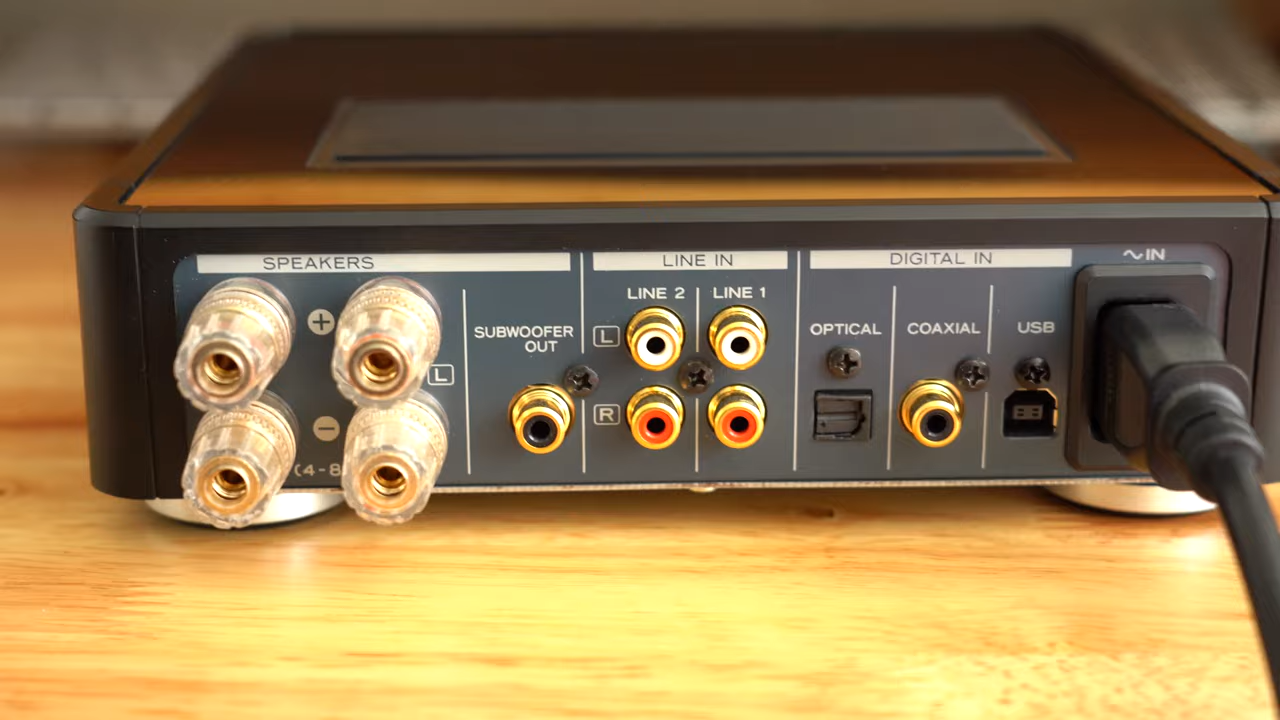 SPEAKERS
LINE IN
DIGITAL IN
∿IN
LINE 2
LINE 1
+
L
SUBWOOFER
OUT
L
OPTICAL
COAXIAL
USB
−
R
(4-8